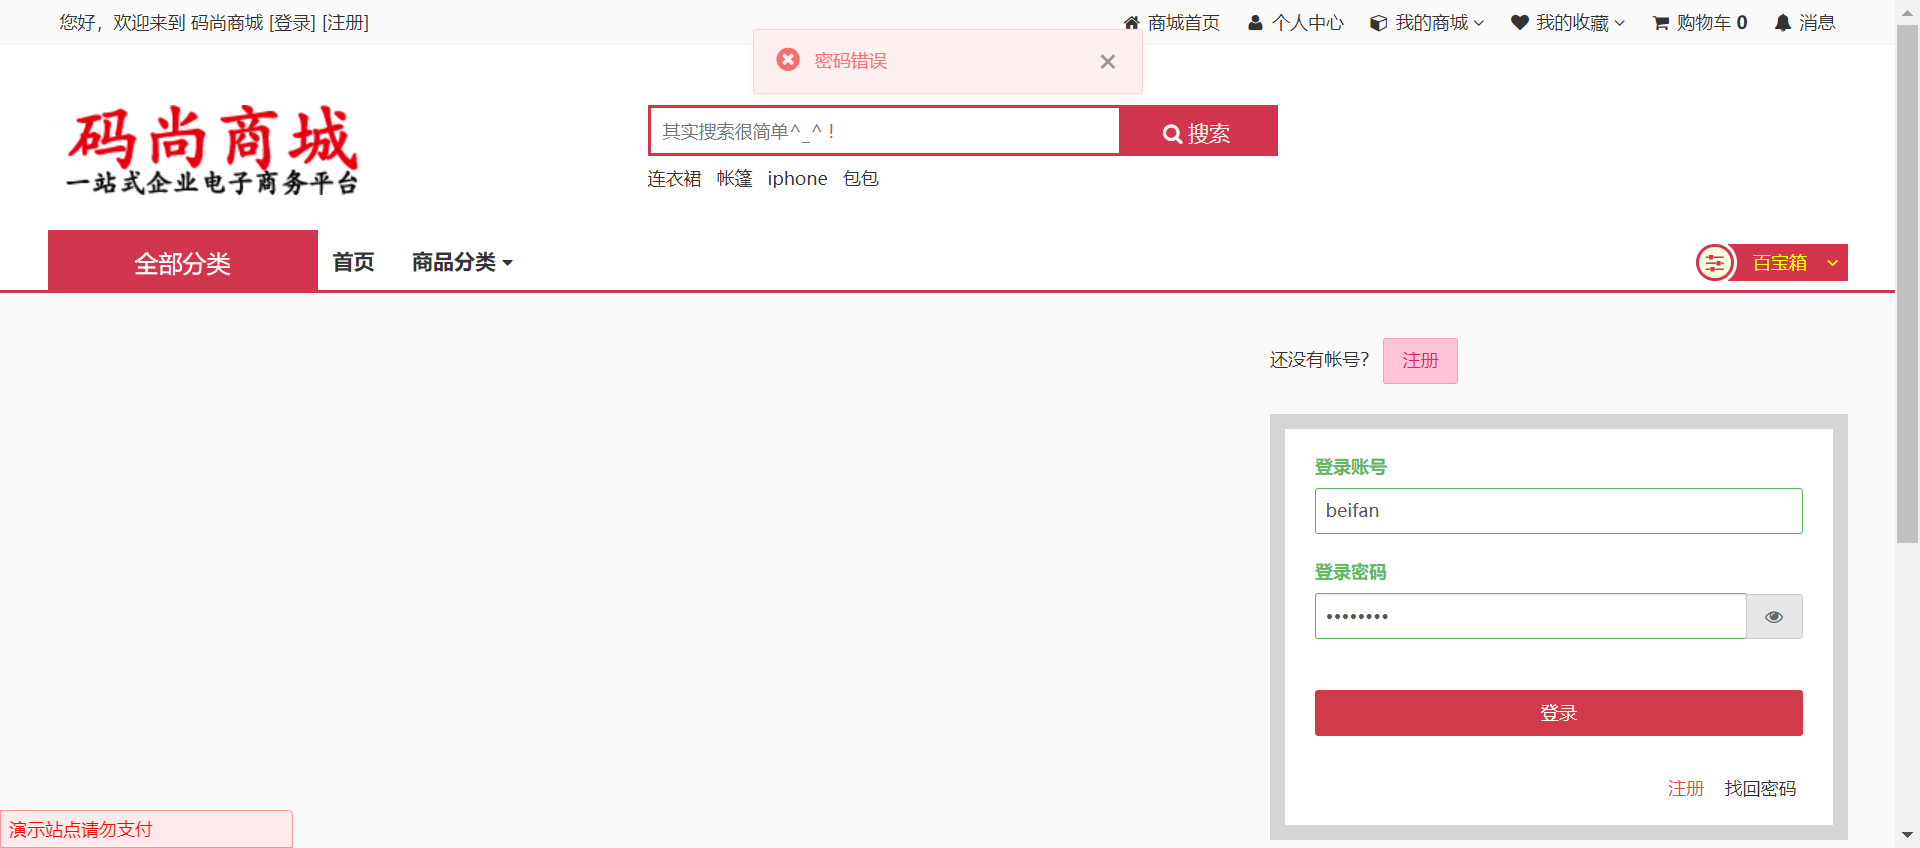 您好，欢迎来到 码尚商城 [登录] [注册]
商城首页 个人中心 我的商城 我的收藏 购物车 0 消息
密码错误
码尚商城
一站式企业电子商务平台
其实搜索很简单^_^！
搜索
连衣裙 帐篷 iphone 包包
全部分类 首页 商品分类 百宝箱
还没有帐号？ 注册
登录账号
beifan
登录密码
••••••••
登录
注册 找回密码
演示站点请勿支付